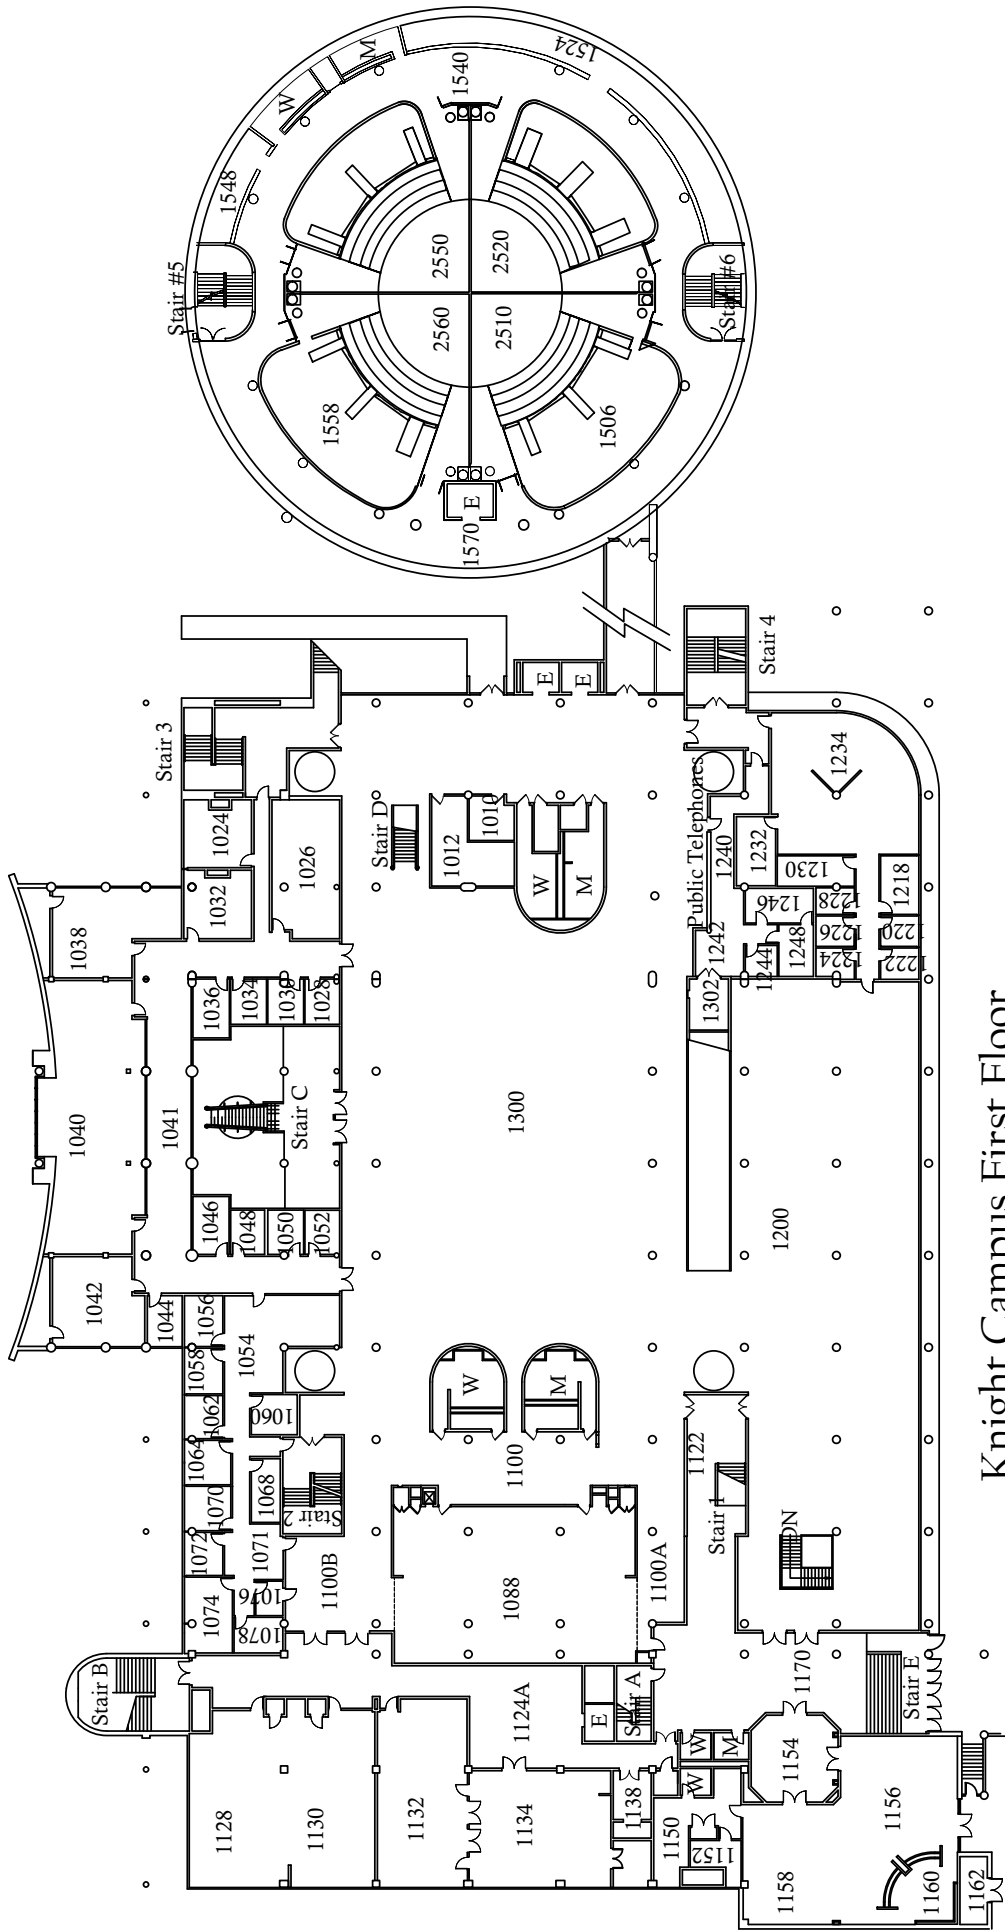 1524
M
1540
W
1548
Stair #5
2550
2520
Stair #6
2560
2510
1558
1506
E
1570
Stair 4
E
E
Stair 3
1234
Public Telephones
1024
1026
Stair D
1010
1012
1240
1232
1230
1032
W
M
1246
1228
1218
1038
1242
1248
1226
1220
1244
1224
1222
1036
1034
1030
1028
1302
1040
1041
Stair C
1300
1046
1048
1050
1052
1200
1042
1044
1056
1054
1058
W
M
1062
1060
1064
1100
1122
1070
1068
Stair 2
Stair 1
DN
1072
1071
1100B
1088
1100A
1074
1076
1078
Stair B
1124A
E
Stair A
1170
Stair E
W
M
1154
1128
1130
1132
1134
1138
W
1150
1152
1156
1158
1160
1162
Knight Campus First Floor